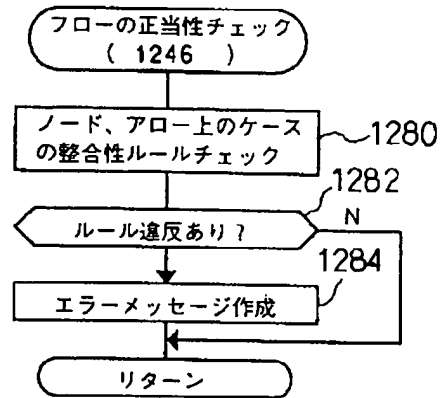 フローの正当性チェック
( 1246 )
ノード、アロー上のケース
の整合性ルールチェック
1280
1282
ルール違反あり?
N
1284
エラーメッセージ作成
リターン